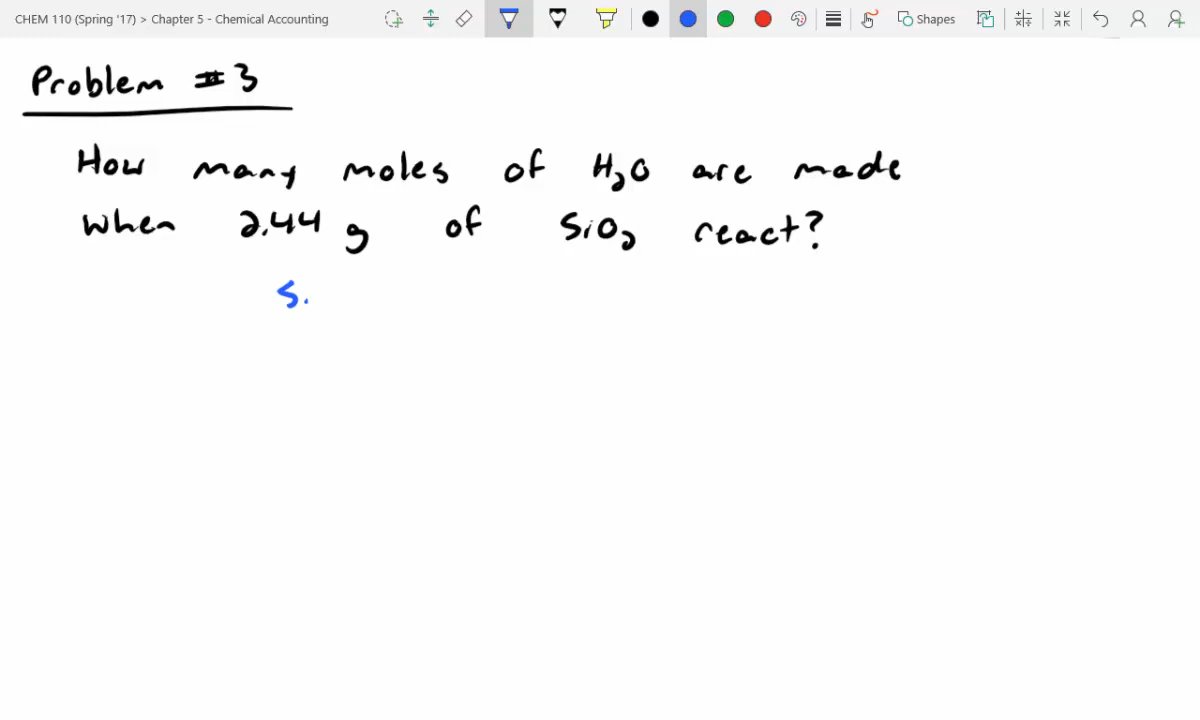 CHEM 110 (Spring '17) > Chapter 5 - Chemical Accounting
Shapes
Problem #3
How many moles of H₂O are made
when 2.44 g of SiO₂ react?
S.